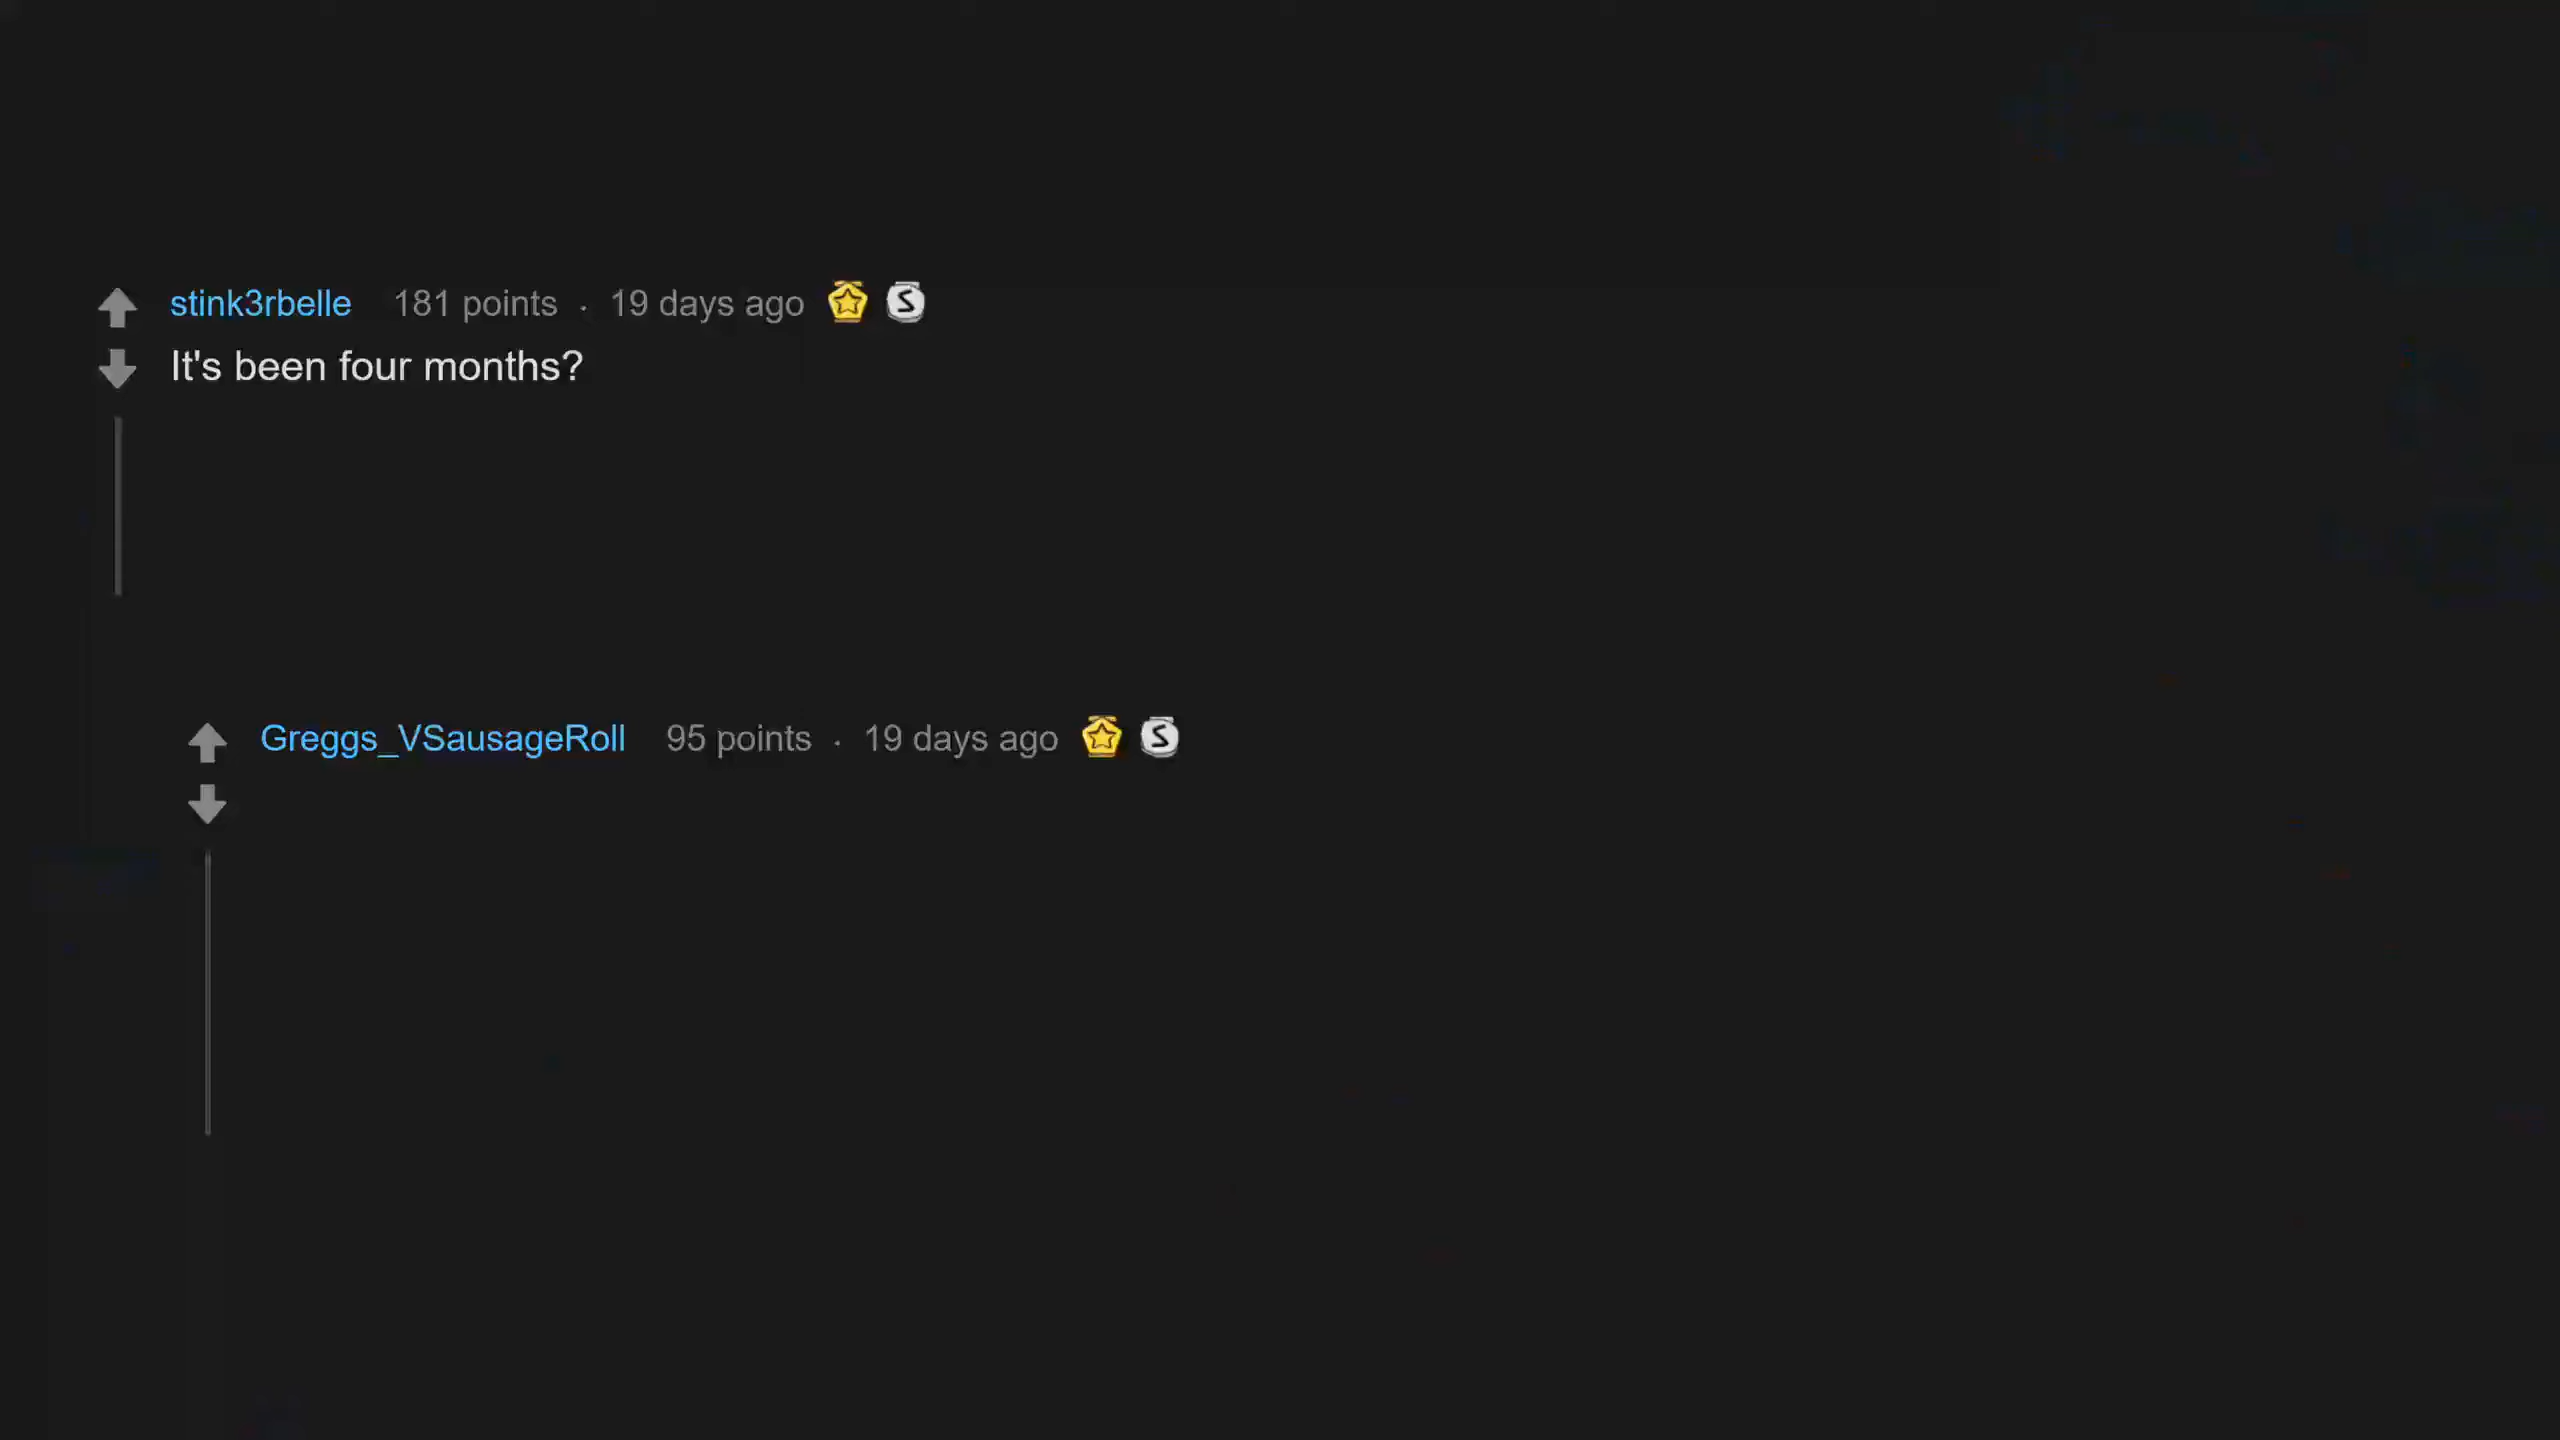 stink3rbelle 181 points · 19 days ago
It's been four months?
Greggs_VSausageRoll 95 points · 19 days ago